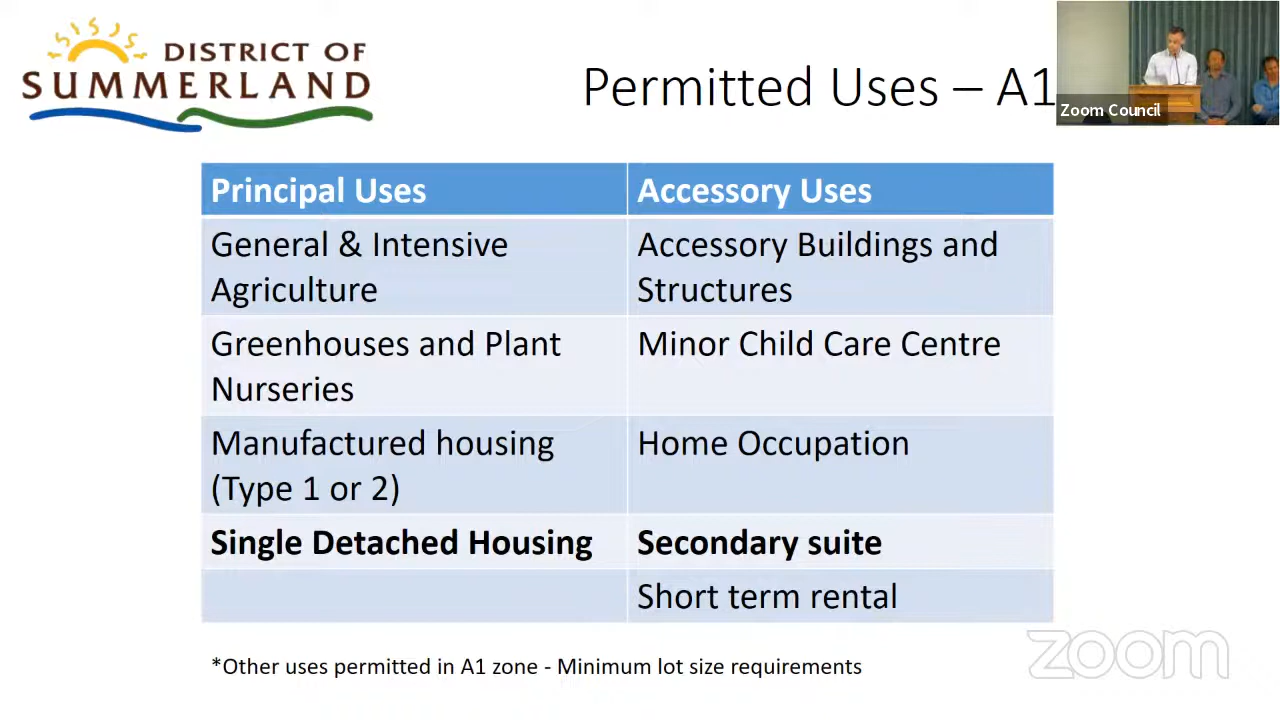 DISTRICT OF
SUMMERLAND
Permitted Uses – A1
Zoom Council
Principal Uses
Accessory Uses
General & Intensive
Agriculture
Accessory Buildings and
Structures
Greenhouses and Plant
Nurseries
Minor Child Care Centre
Manufactured housing
(Type 1 or 2)
Home Occupation
Single Detached Housing
Secondary suite
Short term rental
*Other uses permitted in A1 zone - Minimum lot size requirements
zoom